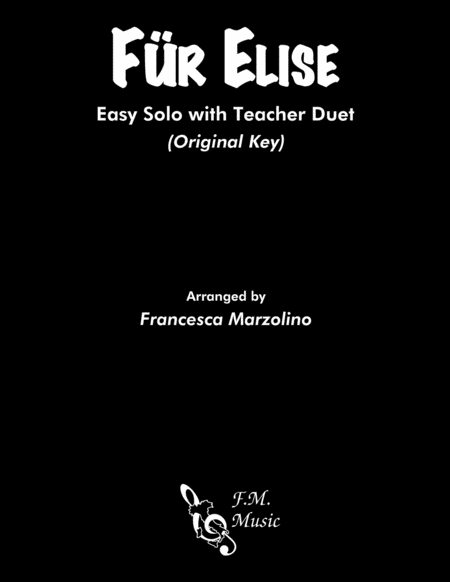 Für Elise
Easy Solo with Teacher Duet
(Original Key)
Arranged by
Francesca Marzolino
F.M.
Music